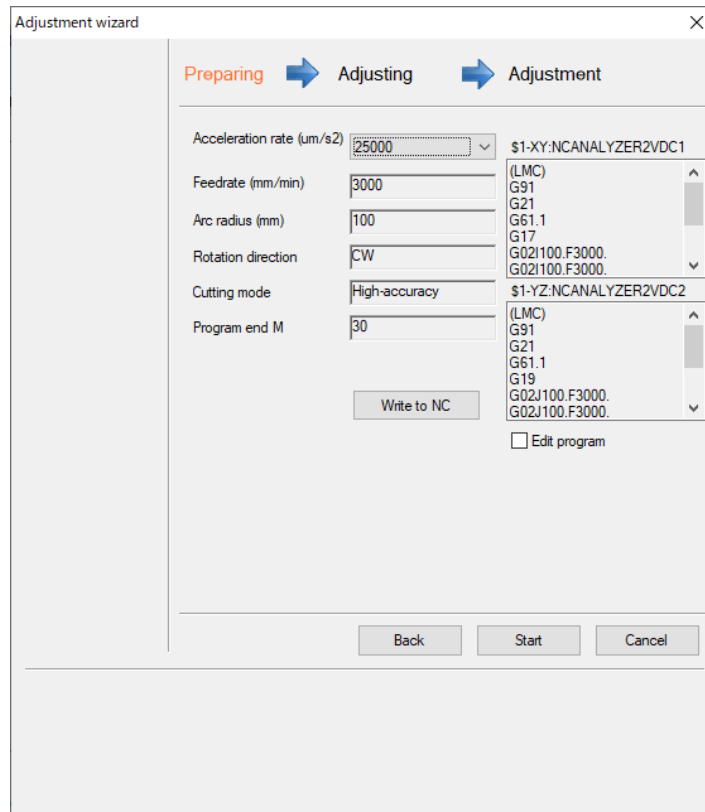 Adjustment wizard
Preparing Adjusting Adjustment
Acceleration rate (um/s2) 25000
Feedrate (mm/min) 3000
Arc radius (mm) 100
Rotation direction CW
Cutting mode High-accuracy
Program end M 30
Write to NC
$1-XY:NCANALYZER2VDC1
(LMC)
G91
G21
G61.1
G17
G02I100.F3000.
G02I100.F3000.
$1-YZ:NCANALYZER2VDC2
(LMC)
G91
G21
G61.1
G19
G02J100.F3000.
G02J100.F3000.
Edit program
Back Start Cancel